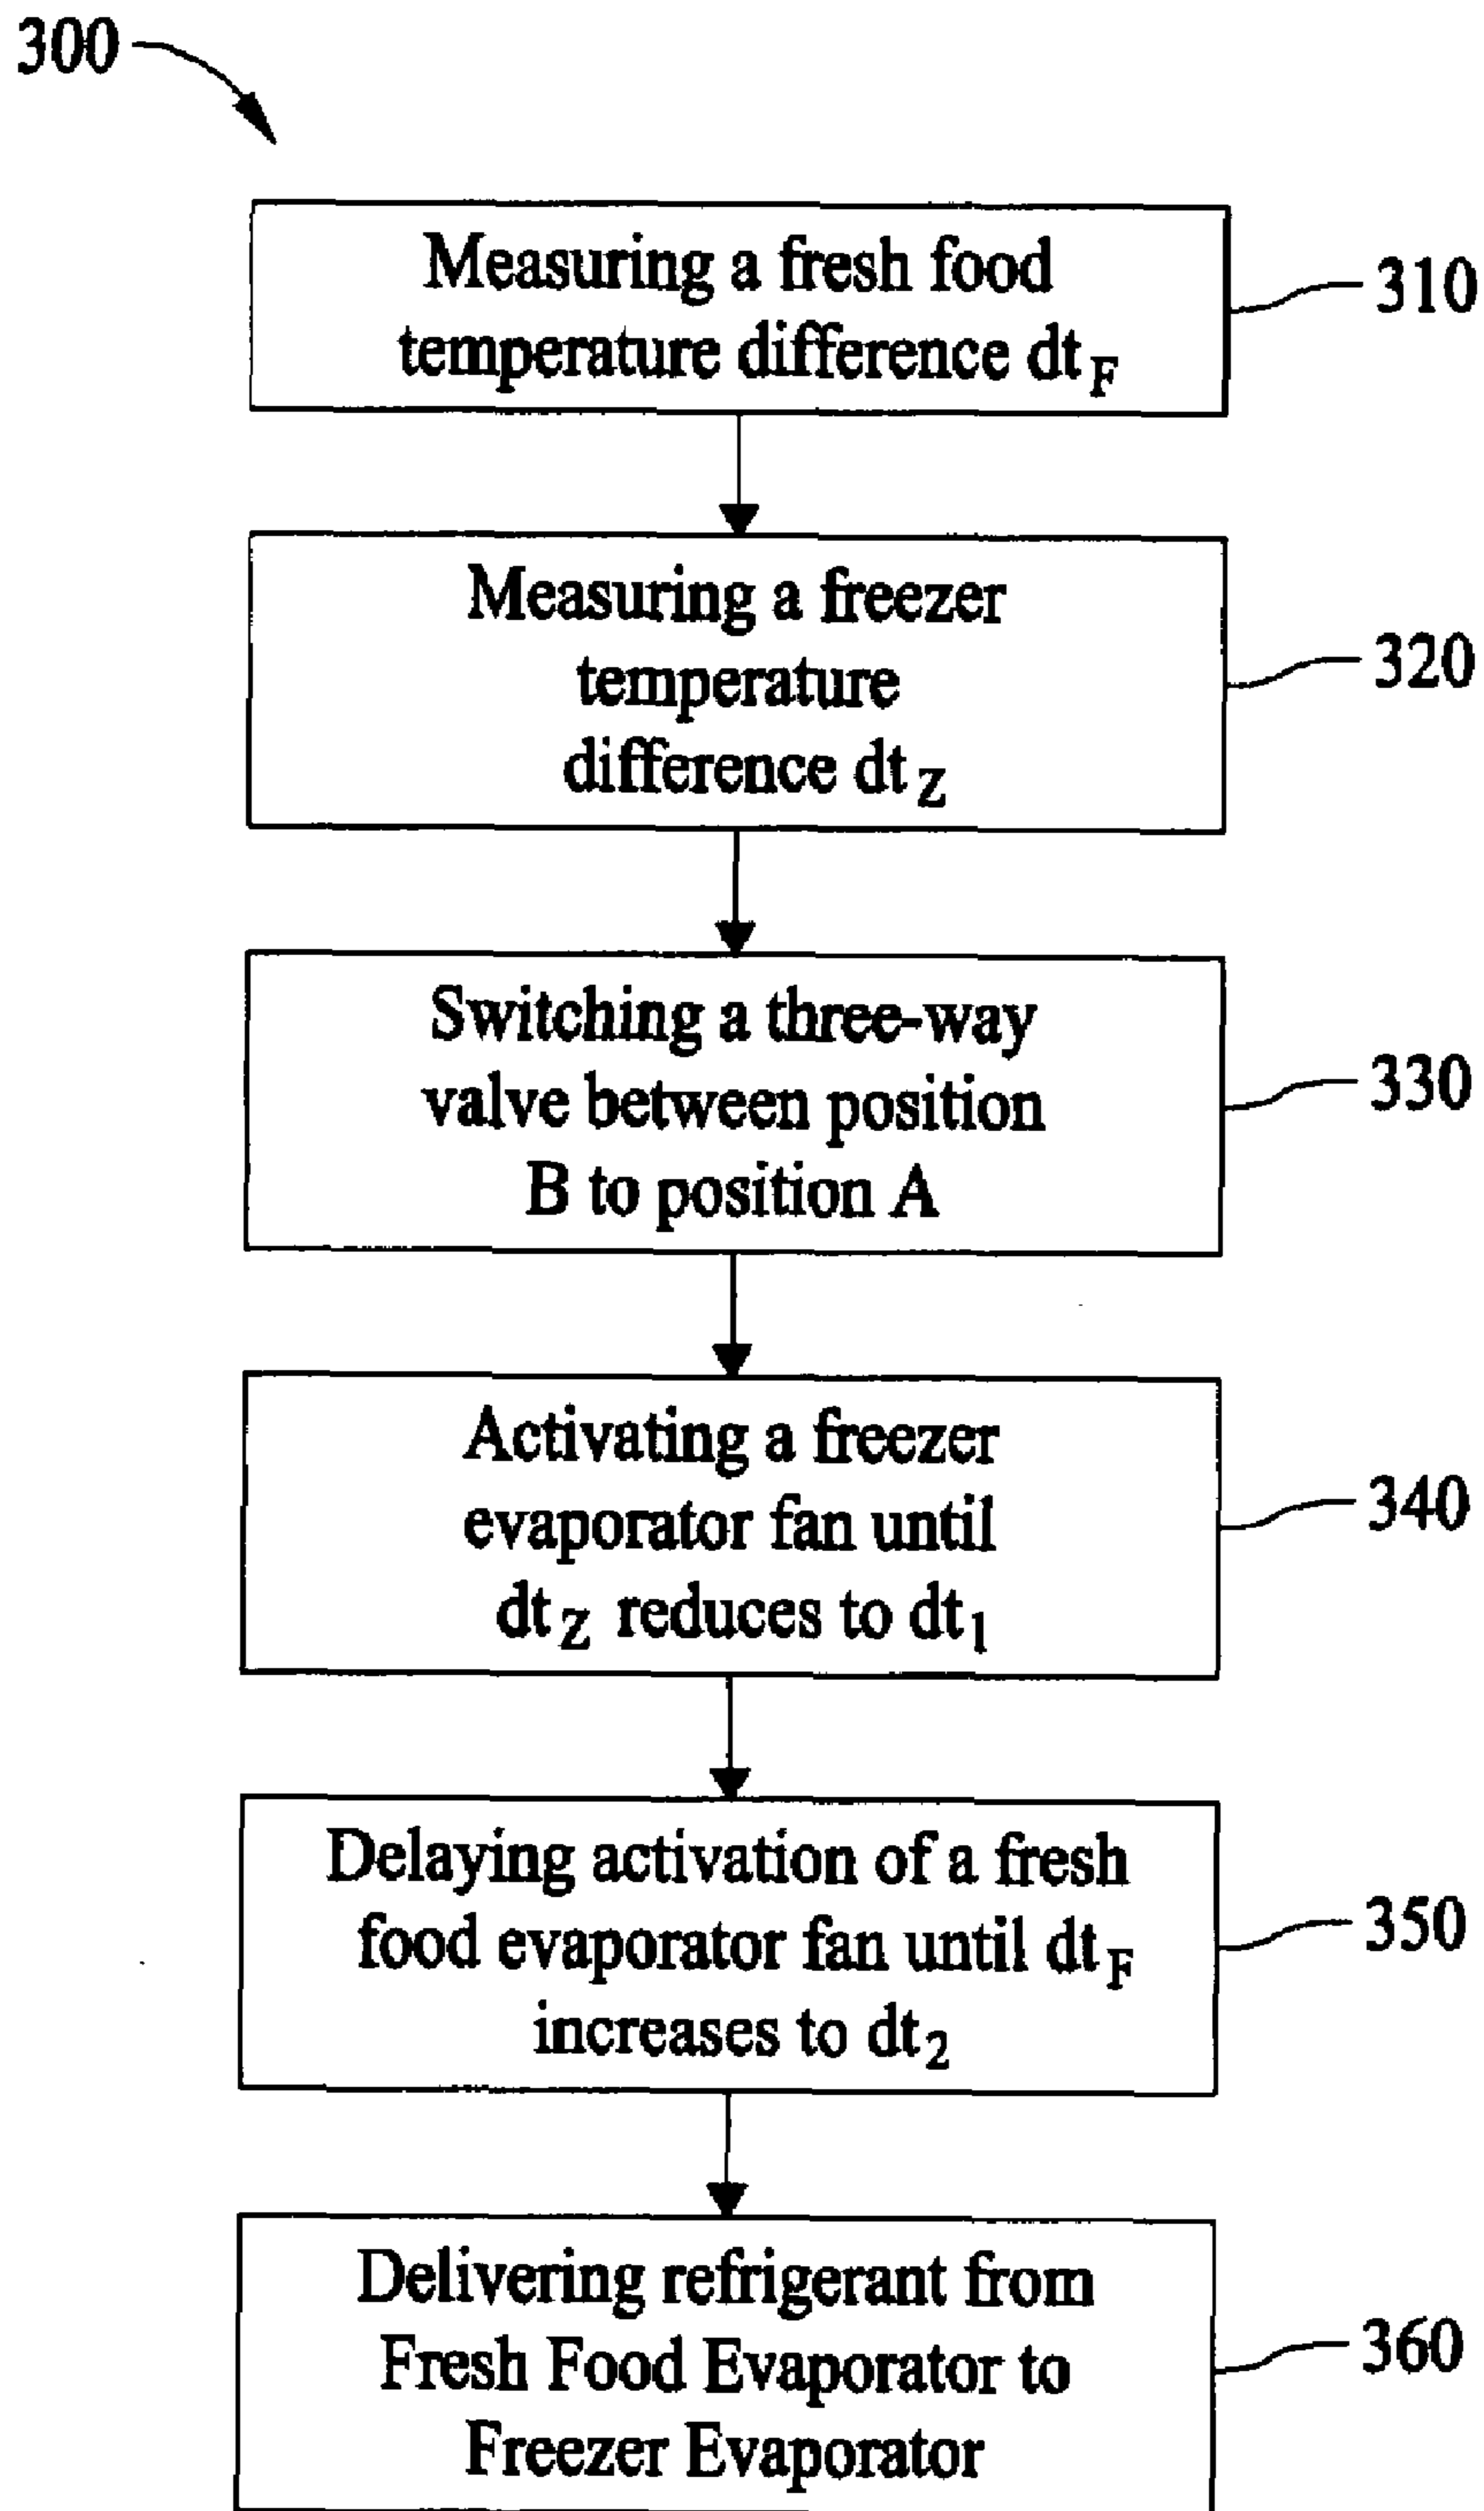 300
Measuring a fresh food
temperature difference dt F
310
Measuring a freezer
temperature
difference dt Z
320
Switching a three-way
valve between position
B to position A
330
Activating a freezer
evaporator fan until
dt Z reduces to dt 1
340
Delaying activation of a fresh
food evaporator fan until dt F
increases to dt 2
350
Delivering refrigerant from
Fresh Food Evaporator to
Freezer Evaporator
360